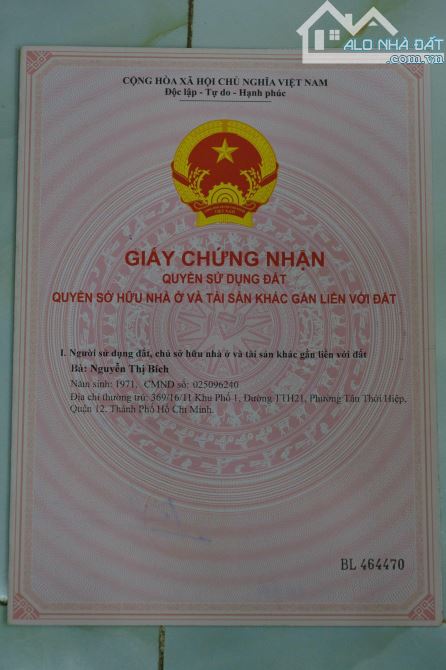 ALO NHÀ ĐẤT
.com.vn
CỘNG HÒA XÃ HỘI CHỦ NGHĨA VIỆT NAM
Độc lập - Tự do - Hạnh phúc
VIỆT NAM
GIẤY CHỨNG NHẬN
QUYỀN SỬ DỤNG ĐẤT
QUYỀN SỞ HỮU NHÀ Ở VÀ TÀI SẢN KHÁC GẮN LIỀN VỚI ĐẤT
I. Người sử dụng đất, chủ sở hữu nhà ở và tài sản khác gắn liền với đất
Bà: Nguyễn Thị Bích
Năm sinh: 1971, CMND số: 025096240
Địa chỉ thường trú: 369/16/11 Khu Phố 1, Đường TTH21, Phường Tân Thới Hiệp,
Quận 12, Thành Phố Hồ Chí Minh.
BL 464470